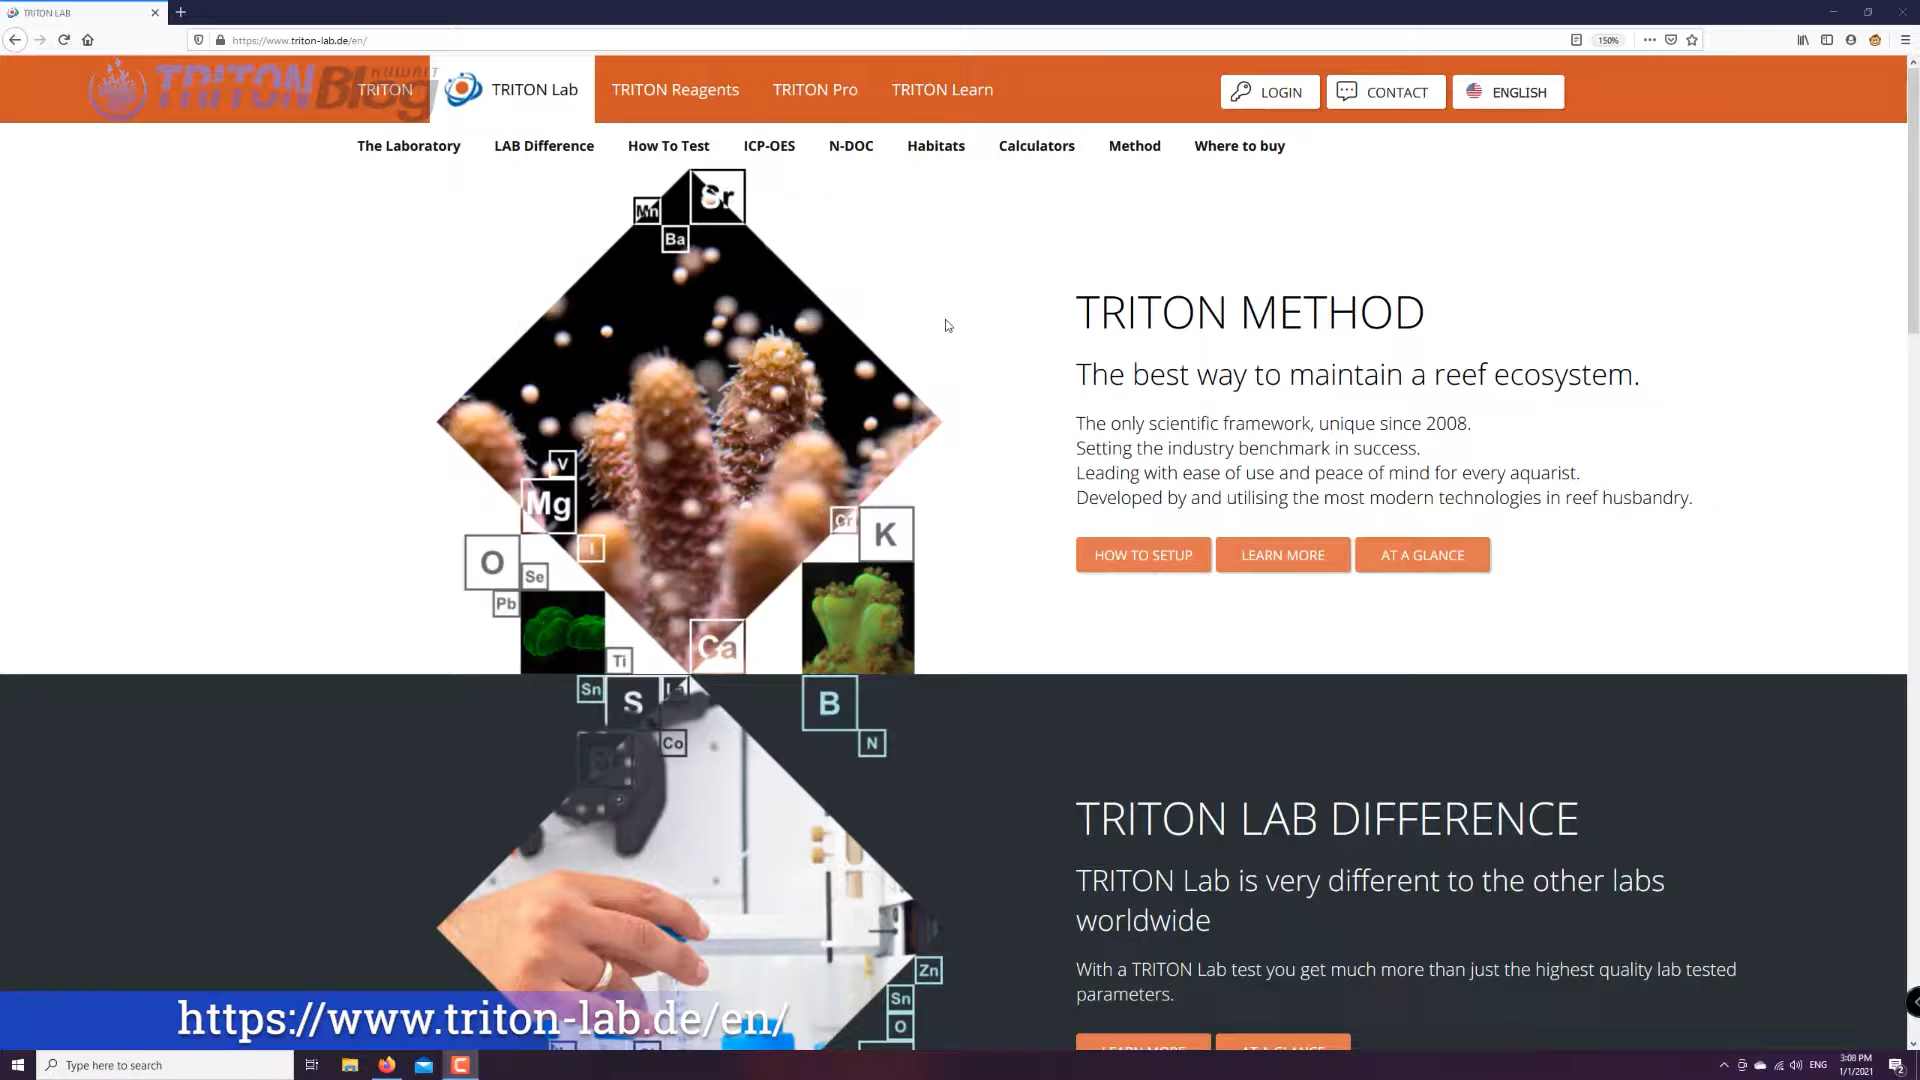 TRITON LAB
https://www.triton-lab.de/en/
150%
TRITON
TRITONBlog
KUWAIT
TRITON Lab
TRITON Reagents
TRITON Pro
TRITON Learn
LOGIN
CONTACT
ENGLISH
The Laboratory
LAB Difference
How To Test
ICP-OES
N-DOC
Habitats
Calculators
Method
Where to buy
Mn
Sr
Ba
TRITON METHOD
The best way to maintain a reef ecosystem.
The only scientific framework, unique since 2008.
Setting the industry benchmark in success.
Leading with ease of use and peace of mind for every aquarist.
Developed by and utilising the most modern technologies in reef husbandry.
HOW TO SETUP
LEARN MORE
AT A GLANCE
V
Mg
I
O
Se
Pb
Ti
Cr
K
Ca
Sn
S
B
Co
N
TRITON LAB DIFFERENCE
TRITON Lab is very different to the other labs
worldwide
With a TRITON Lab test you get much more than just the highest quality lab tested
parameters.
LEARN MORE
AT A GLANCE
Zn
Sn
O
https://www.triton-lab.de/en/
Type here to search
ENG
3:08 PM
1/1/2021
2